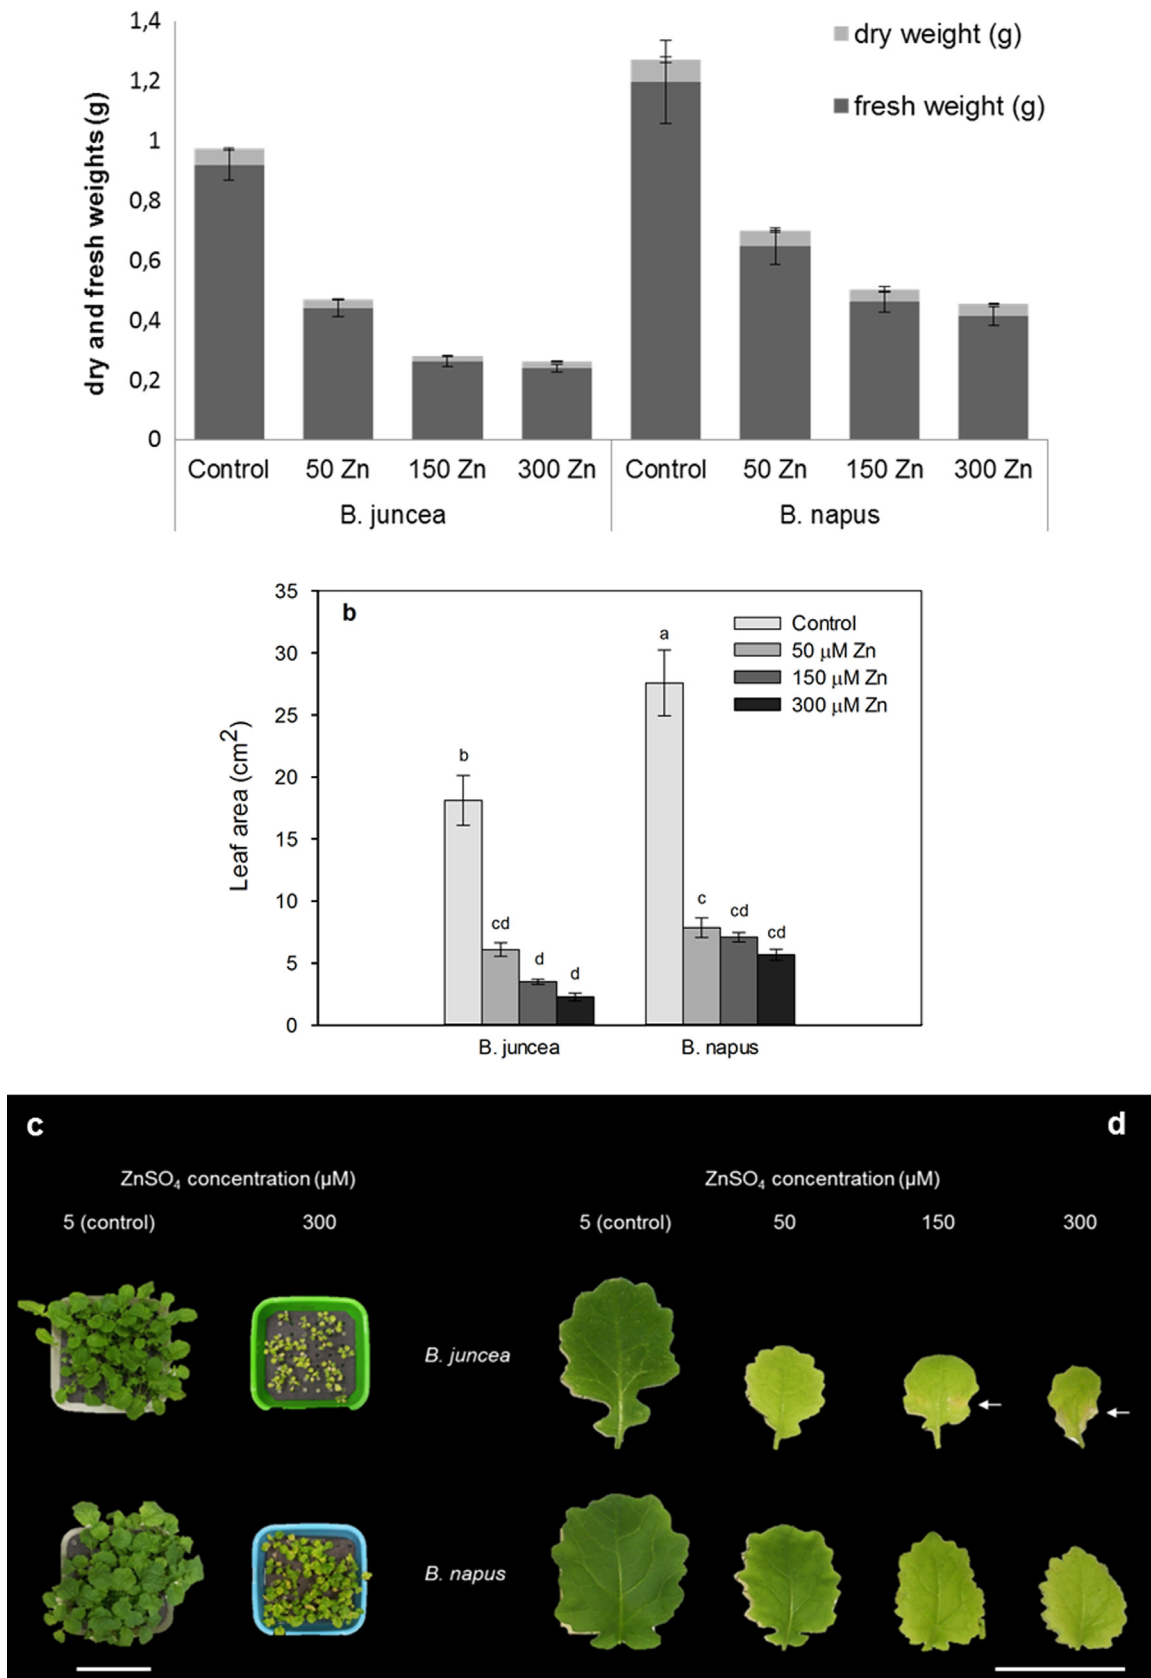 1,4
1,2
1
0,8
0,6
0,4
0,2
0
dry and fresh weights (g)
dry weight (g)
fresh weight (g)
Control 50 Zn 150 Zn 300 Zn Control 50 Zn 150 Zn 300 Zn
B. juncea B. napus
b
35
30
25
20
15
10
5
0
Leaf area (cm²)
Control
50 µM Zn
150 µM Zn
300 µM Zn
b
cd
d
d
a
c
cd
cd
B. juncea B. napus
c
d
ZnSO₄ concentration (µM) ZnSO₄ concentration (µM)
5 (control) 300 5 (control) 50 150 300
B. juncea
B. napus